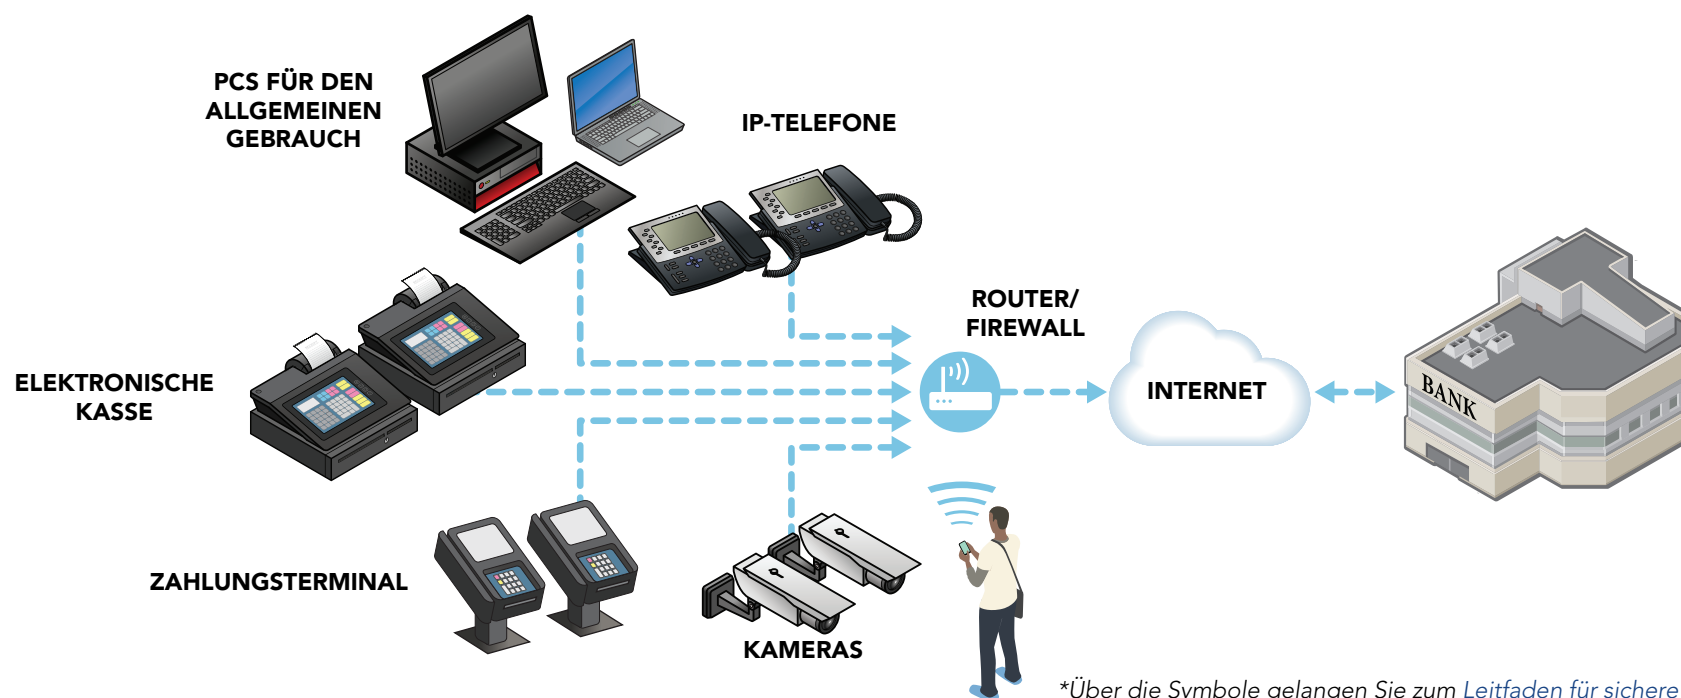 PCS FÜR DEN
ALLGEMEINEN
GEBRAUCH
IP-TELEFONE
ROUTER/
FIREWALL
ELEKTRONISCHE
KASSE
INTERNET
BANK
ZAHLUNGSTERMINAL
KAMERAS
*Über die Symbole gelangen Sie zum Leitfaden für sichere